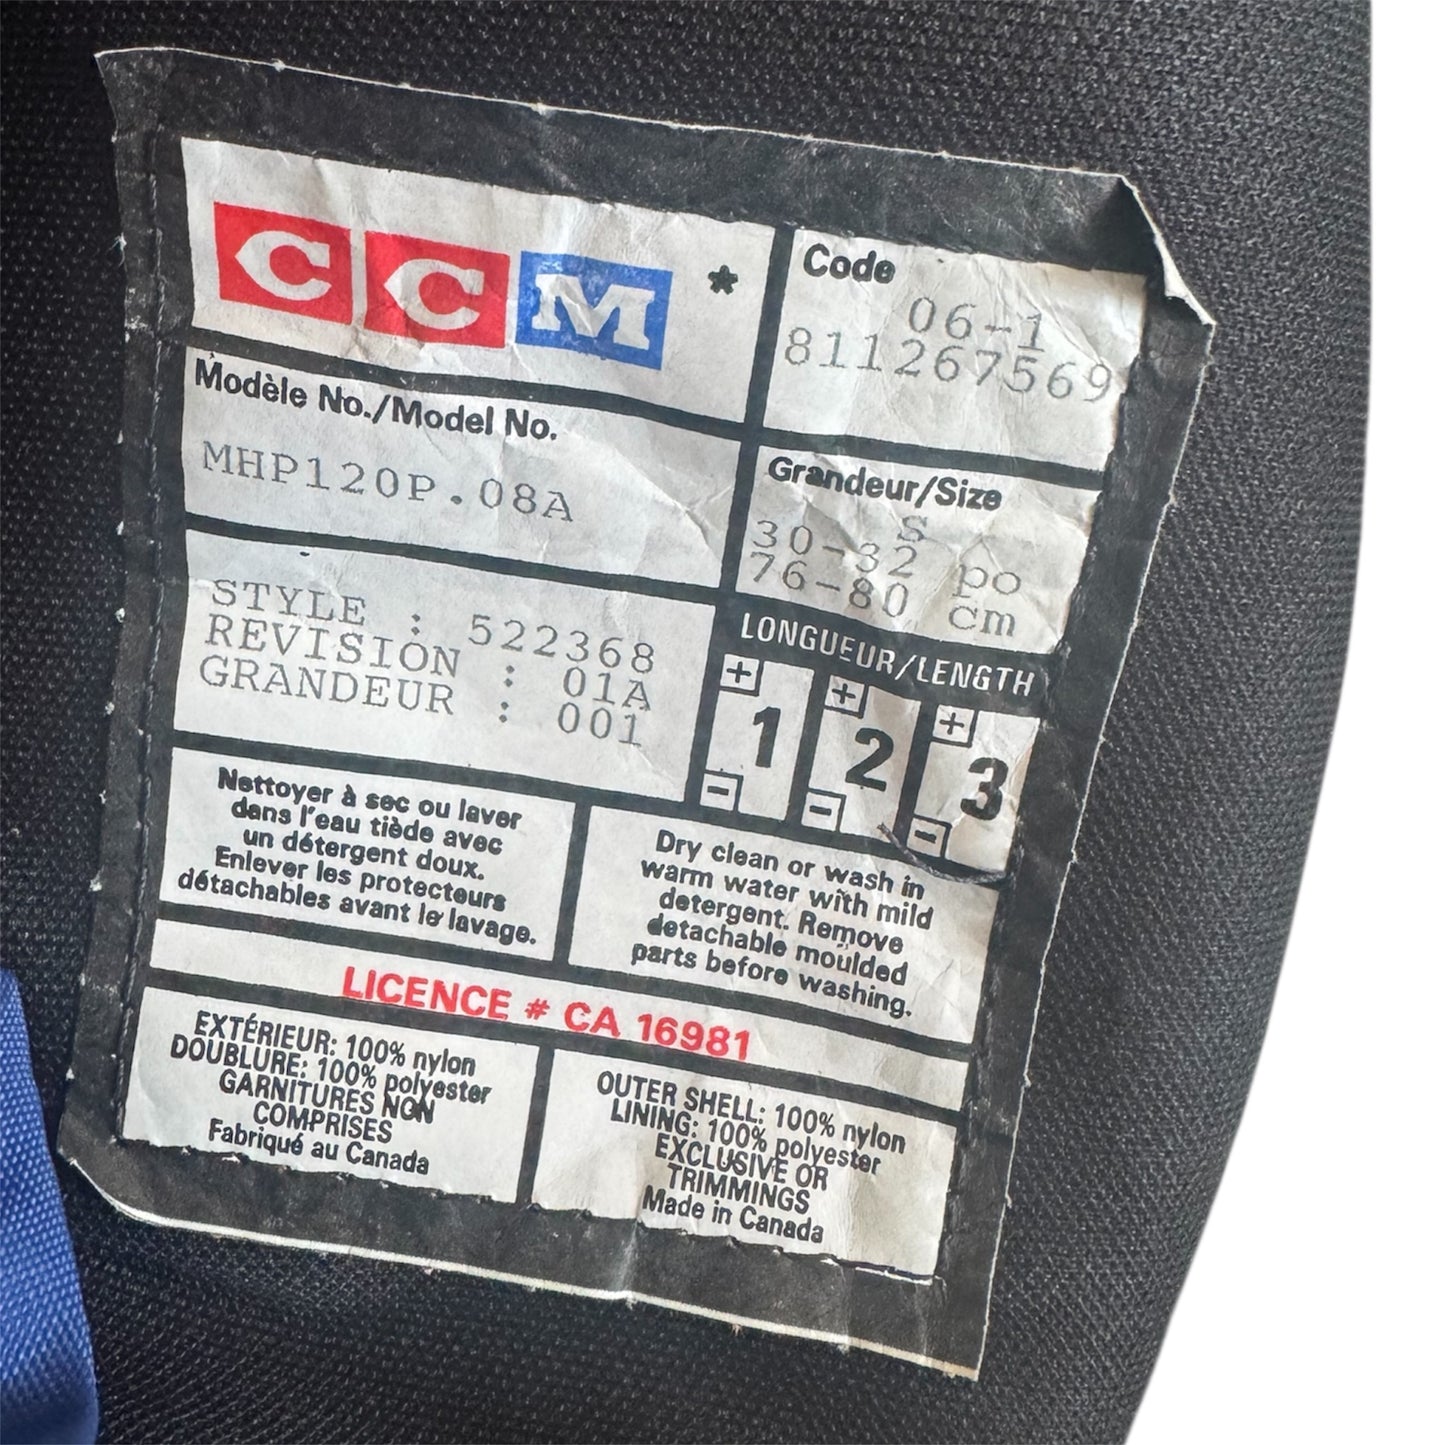 CCM *
Code
06-1
811267569
Modèle No./Model No.
MHP120P.08A
Grandeur/Size
S
30-32 po
76-80 cm
STYLE : 522368
REVISION : 01A
GRANDEUR : 001
LONGUEUR/LENGTH
+ + +
1 2 3
- - -
Nettoyer à sec ou laver
dans l'eau tiède avec
un détergent doux.
Enlever les protecteurs
détachables avant le lavage.
Dry clean or wash in
warm water with mild
detergent. Remove
detachable moulded
parts before washing.
LICENCE # CA 16981
EXTÉRIEUR: 100% nylon
DOUBLURE: 100% polyester
GARNITURES NON
COMPRISES
Fabriqué au Canada
OUTER SHELL: 100% nylon
LINING: 100% polyester
EXCLUSIVE OR
TRIMMINGS
Made in Canada